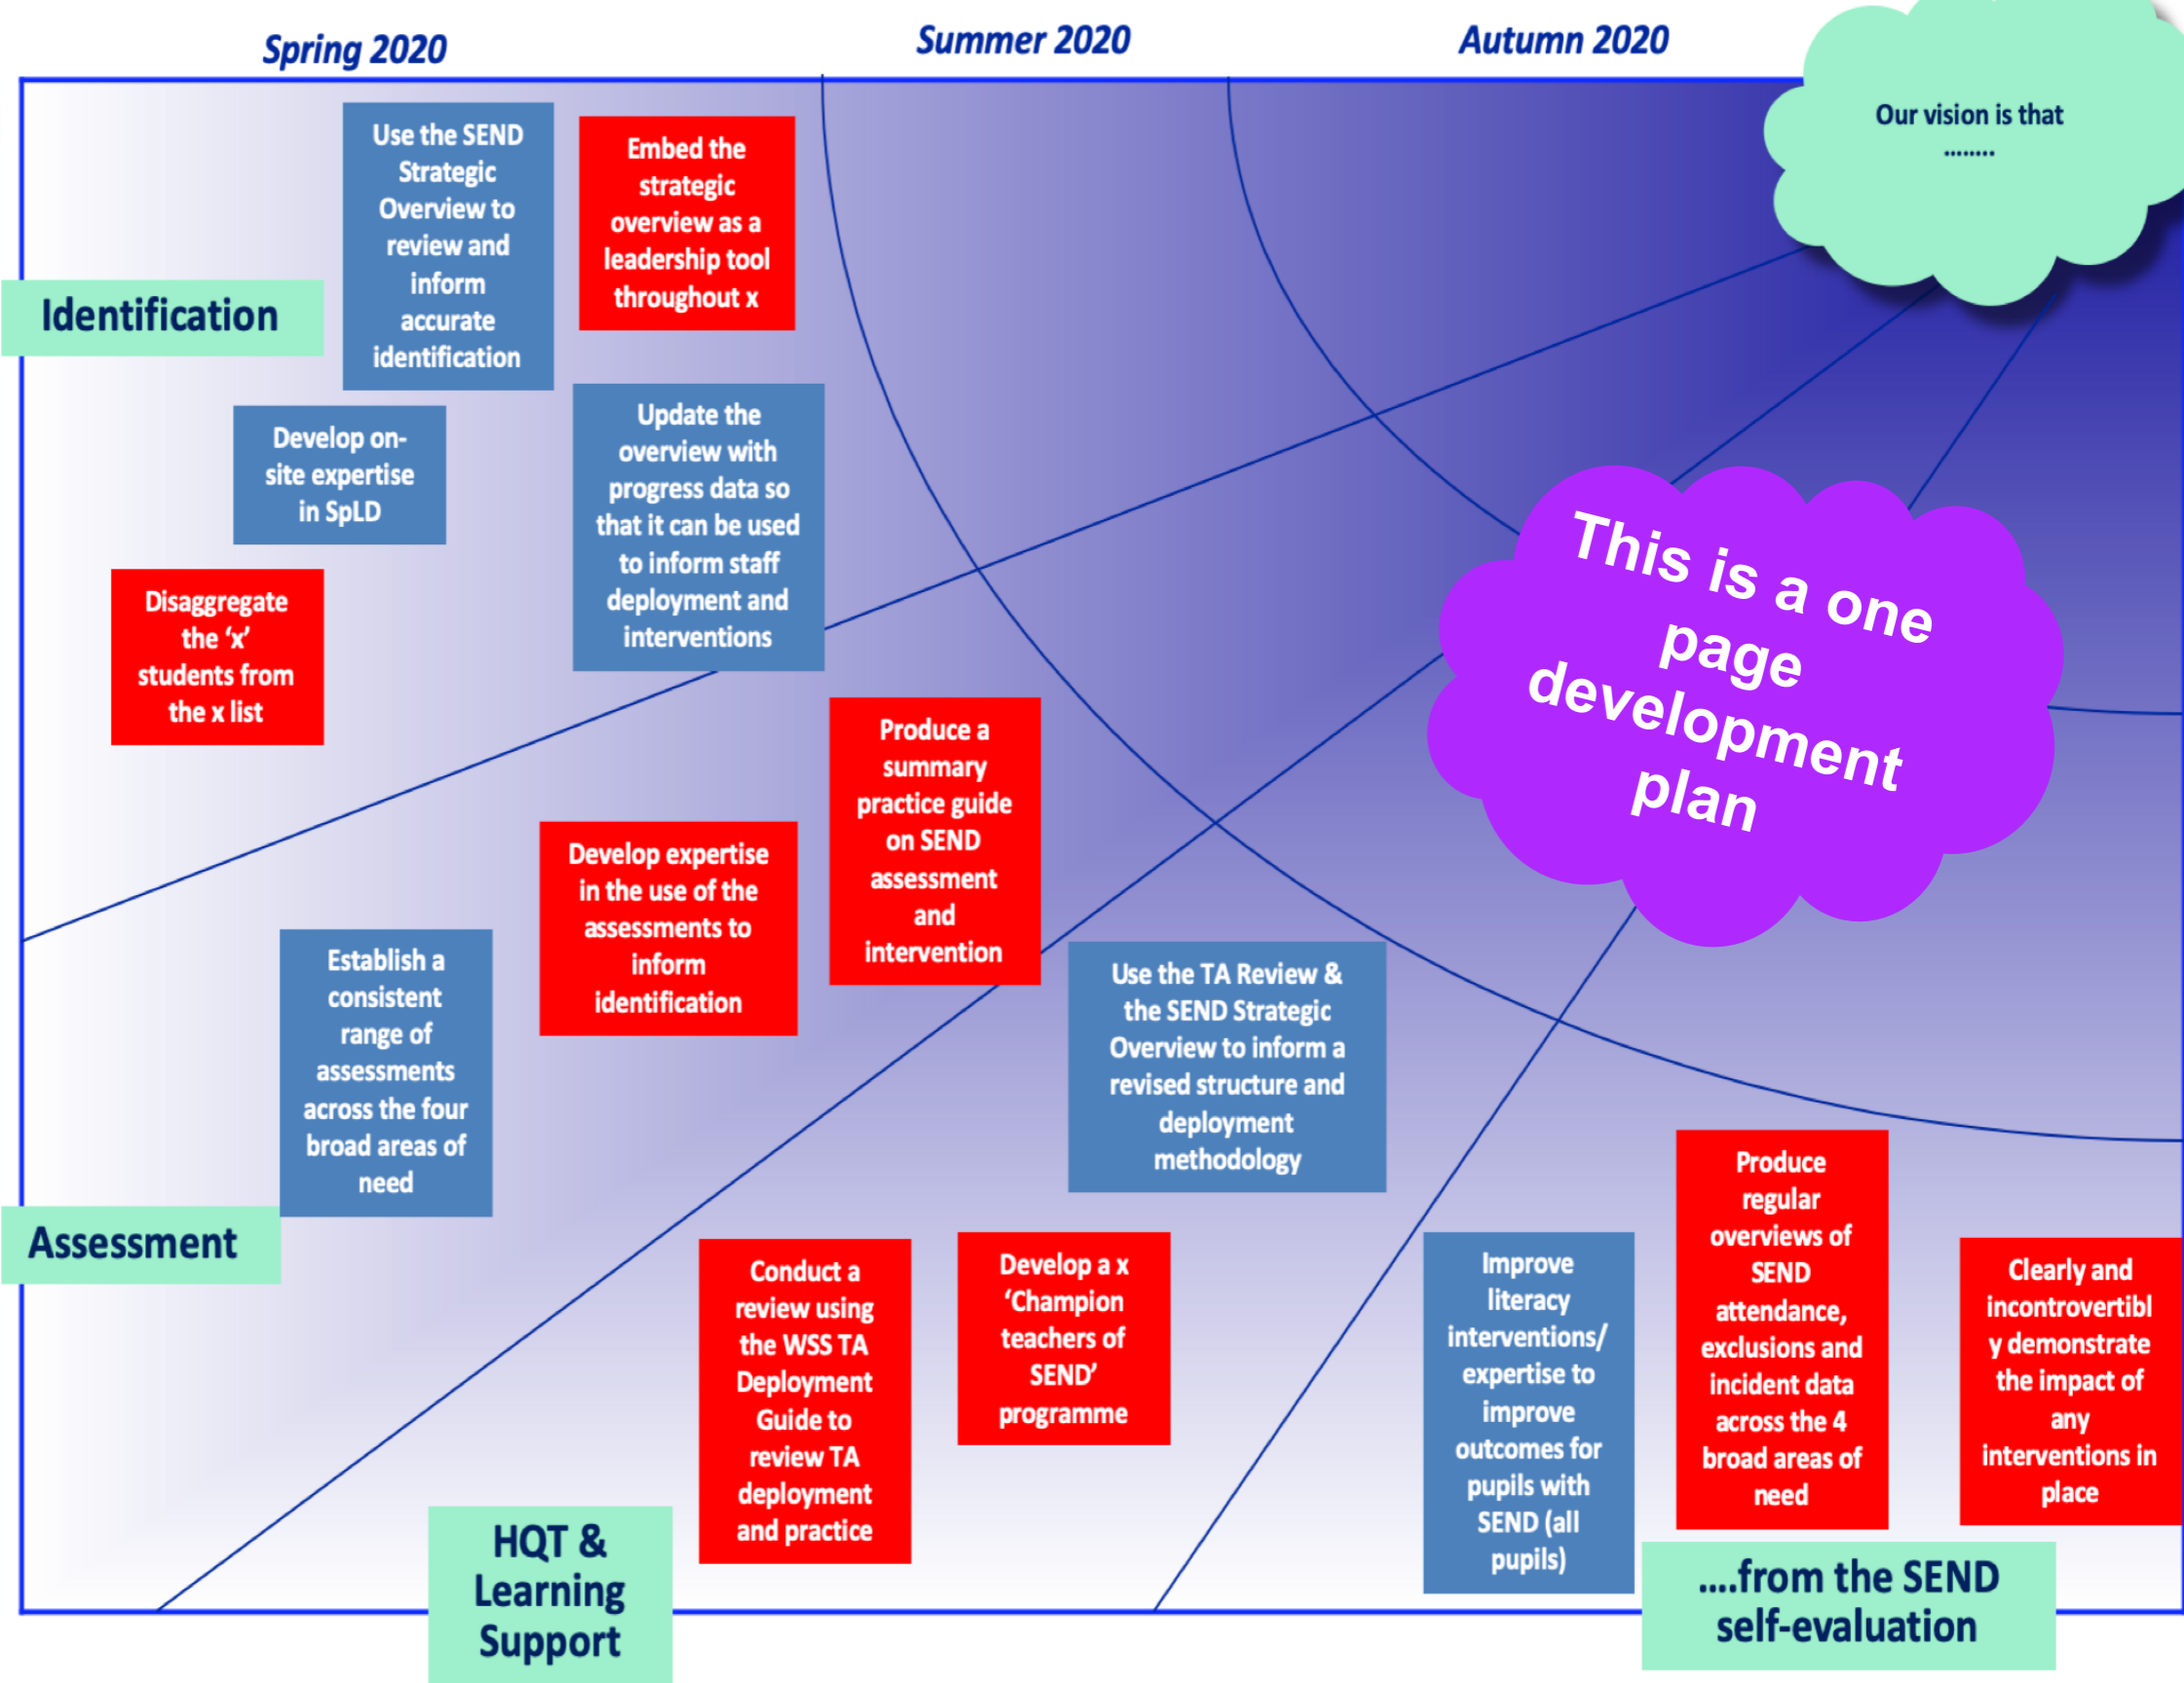 Spring 2020
Summer 2020
Autumn 2020
Our vision is that
........
Identification
Use the SEND
Strategic
Overview to
review and
inform
accurate
identification
Embed the
strategic
overview as a
leadership tool
throughout x
Develop on-
site expertise
in SpLD
Update the
overview with
progress data so
that it can be used
to inform staff
deployment and
interventions
Disaggregate
the ‘x’
students from
the x list
This is a one
page
development
plan
Assessment
Establish a
consistent
range of
assessments
across the four
broad areas of
need
Develop expertise
in the use of the
assessments to
inform
identification
Produce a
summary
practice guide
on SEND
assessment
and
intervention
HQT &
Learning
Support
Conduct a
review using
the WSS TA
Deployment
Guide to
review TA
deployment
and practice
Develop a x
‘Champion
teachers of
SEND’
programme
Use the TA Review &
the SEND Strategic
Overview to inform a
revised structure and
deployment
methodology
Improve
literacy
interventions/
expertise to
improve
outcomes for
pupils with
SEND (all
pupils)
Produce
regular
overviews of
SEND
attendance,
exclusions and
incident data
across the 4
broad areas of
need
Clearly and
incontrovertibl
y demonstrate
the impact of
any
interventions in
place
....from the SEND
self-evaluation